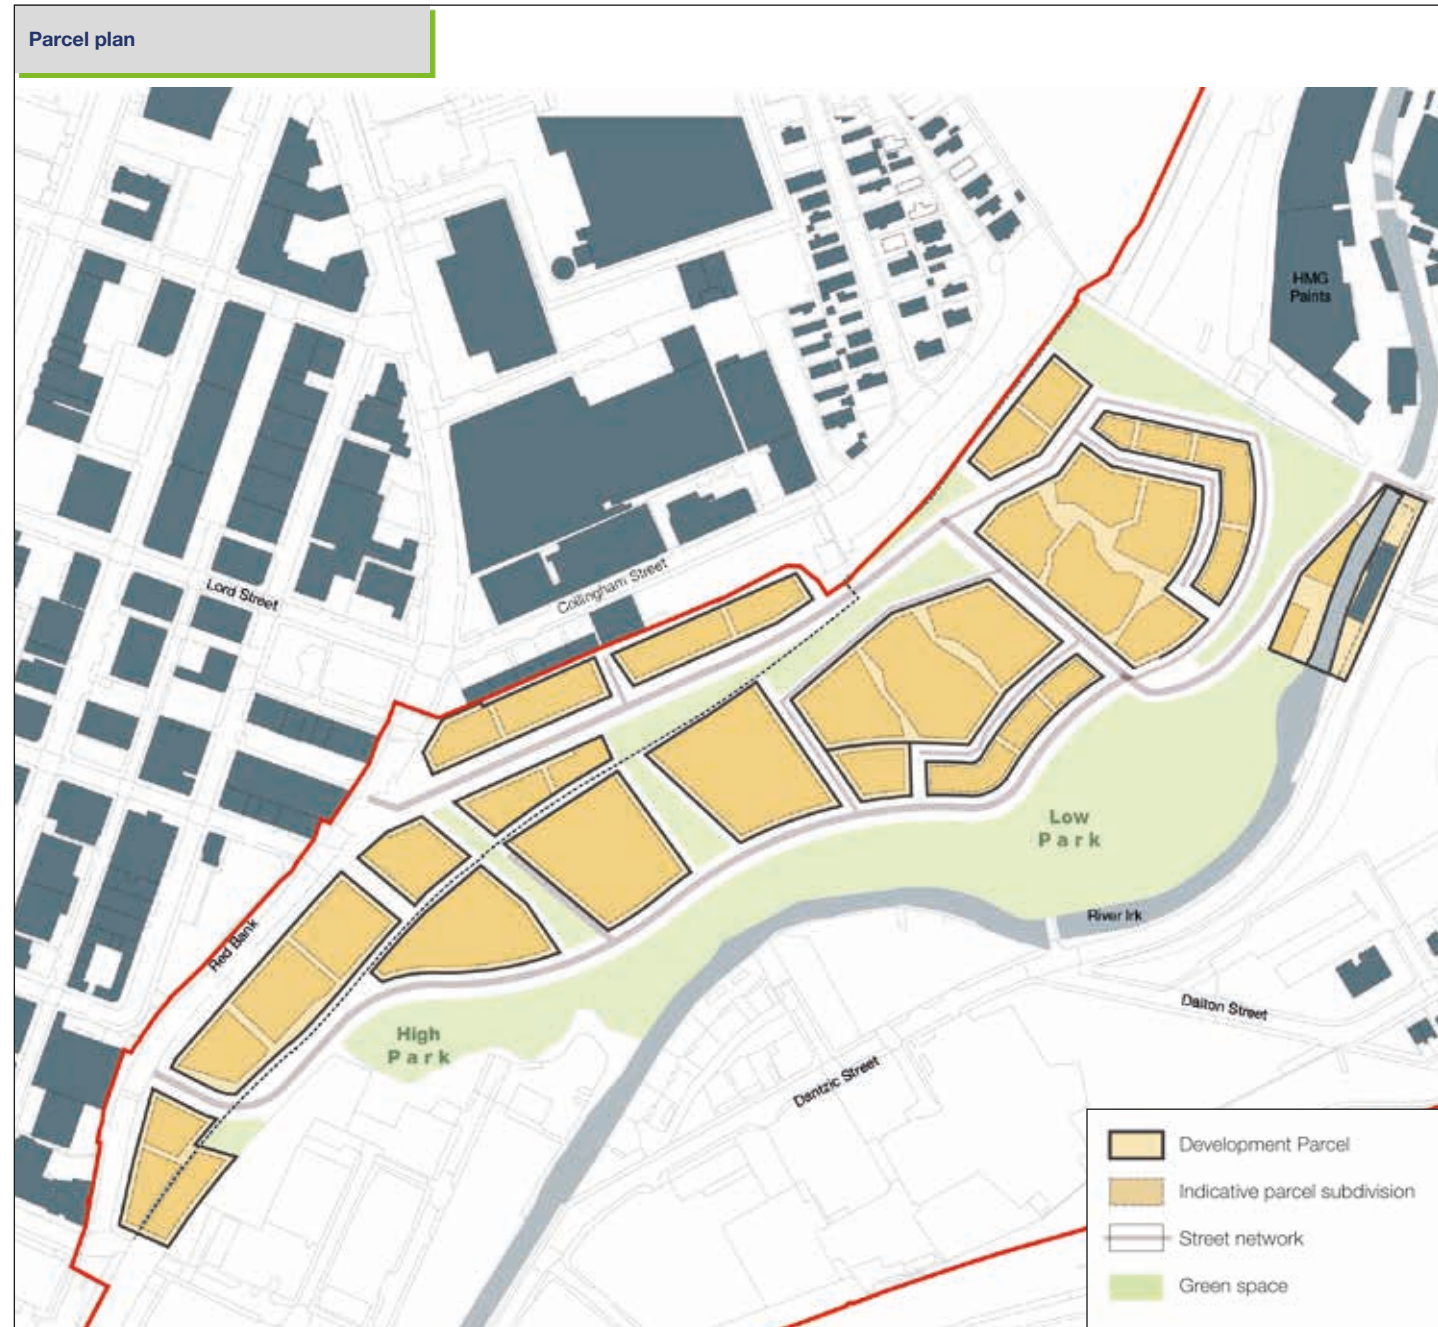 Parcel plan
HMG
Paints
Lord Street
Collingham Street
Low
Park
River Irk
Red Bank
Dalton Street
High
Park
Dantzic Street
Development Parcel
Indicative parcel subdivision
Street network
Green space